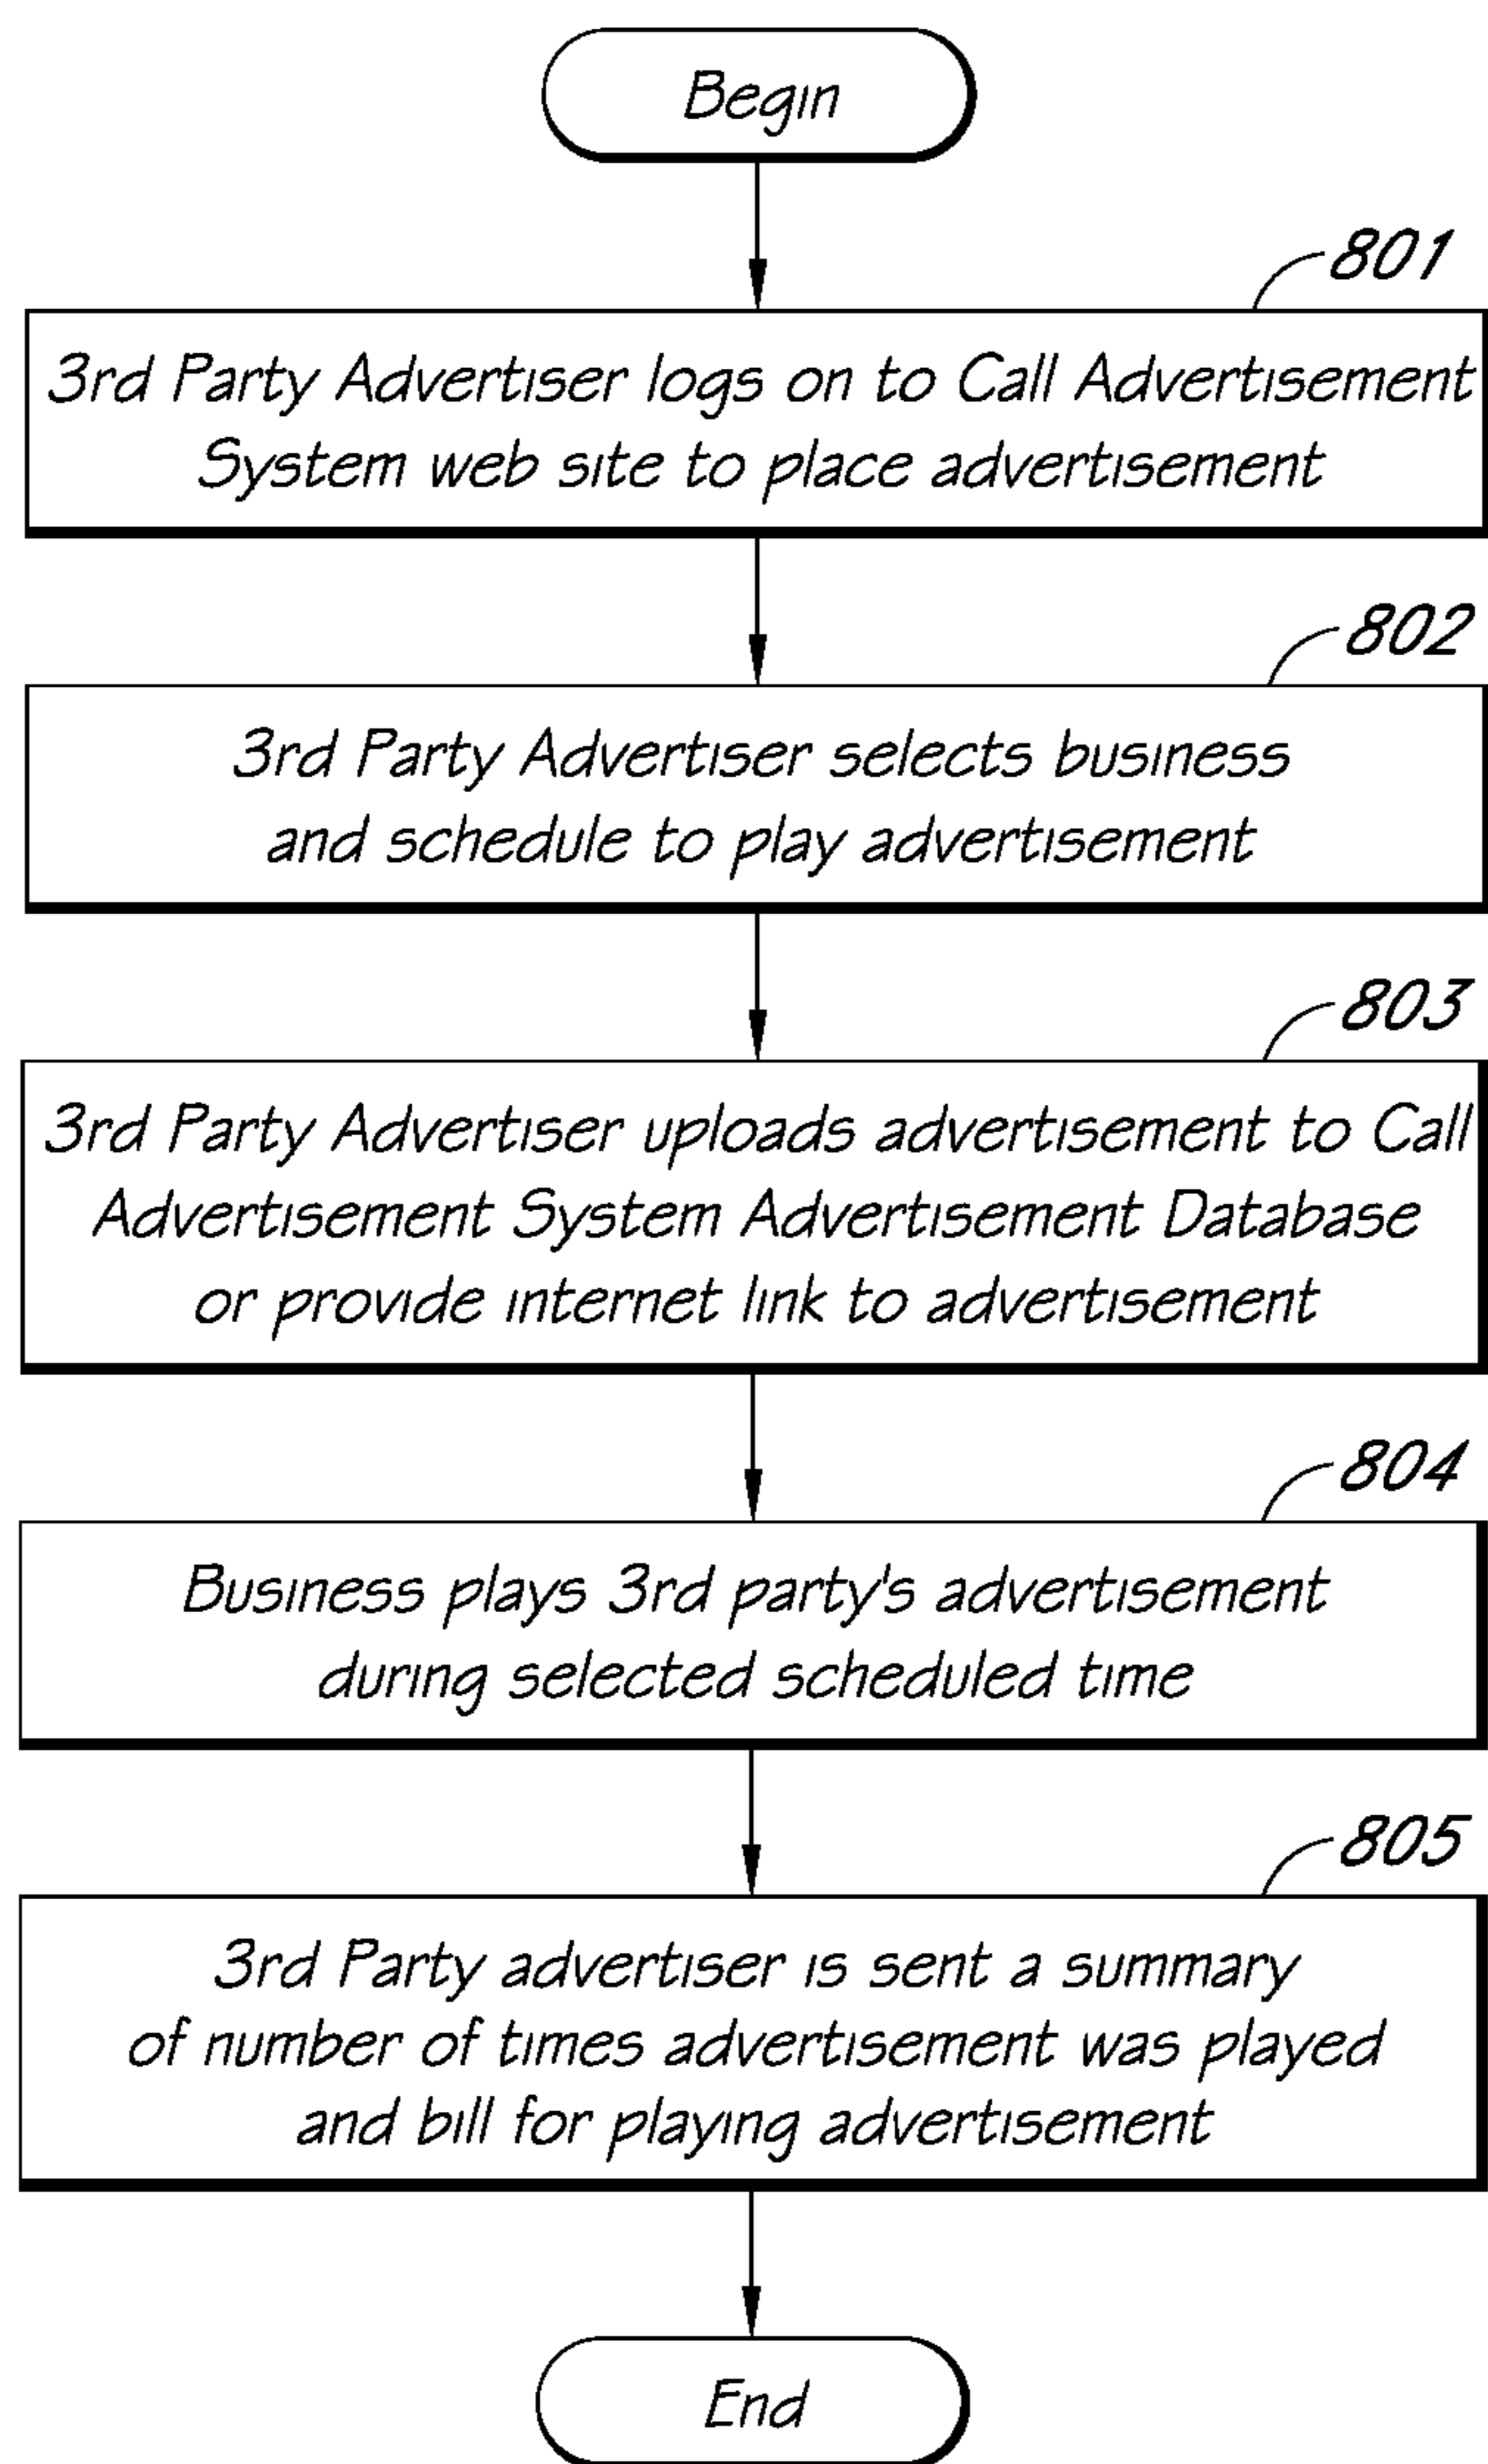 Begin
801
3rd Party Advertiser logs on to Call Advertisement
System web site to place advertisement
802
3rd Party Advertiser selects business
and schedule to play advertisement
803
3rd Party Advertiser uploads advertisement to Call
Advertisement System Advertisement Database
or provide internet link to advertisement
804
Business plays 3rd party's advertisement
during selected scheduled time
805
3rd Party advertiser is sent a summary
of number of times advertisement was played
and bill for playing advertisement
End